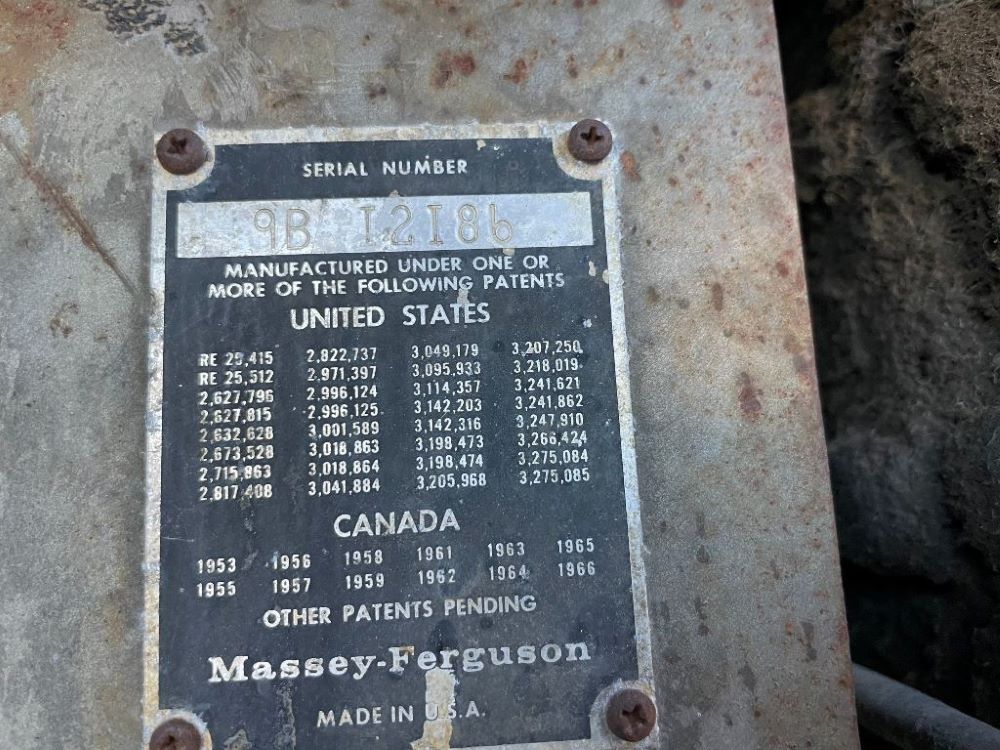 SERIAL NUMBER
9B 12186
MANUFACTURED UNDER ONE OR
MORE OF THE FOLLOWING PATENTS
UNITED STATES
RE 25,415 2,822,737 3,049,179 3,207,250
RE 25,512 2,971,397 3,095,933 3,218,019
2,627,796 2,996,124 3,114,357 3,241,621
2,627,815 2,996,125 3,142,203 3,241,862
2,632,628 3,001,589 3,142,316 3,247,910
2,673,528 3,018,863 3,198,473 3,266,424
2,715,863 3,018,864 3,198,474 3,275,084
2,817,408 3,041,884 3,205,968 3,275,085
CANADA
1953 1956 1958 1961 1963 1965
1955 1957 1959 1962 1964 1966
OTHER PATENTS PENDING
Massey-Ferguson
MADE IN U.S.A.